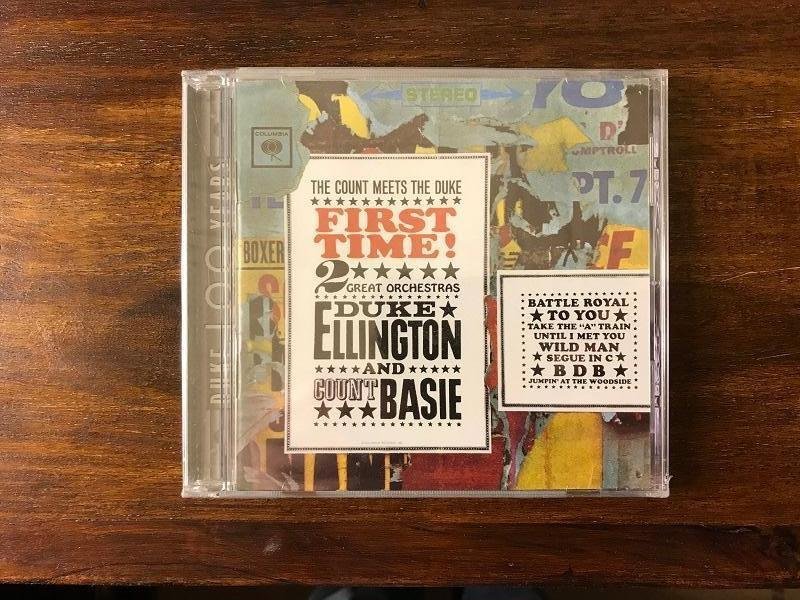 STEREO
COLUMBIA
DUKE 100 YEARS
YO
D'
OMPTROLL
PT. 7
BOXER
THE COUNT MEETS THE DUKE
FIRST
TIME!
2
GREAT ORCHESTRAS
DUKE
ELLINGTON
AND
COUNT
BASIE
BATTLE ROYAL
TO YOU
TAKE THE "A" TRAIN
UNTIL I MET YOU
WILD MAN
SEGUE IN C
B D B
JUMPIN' AT THE WOODSIDE